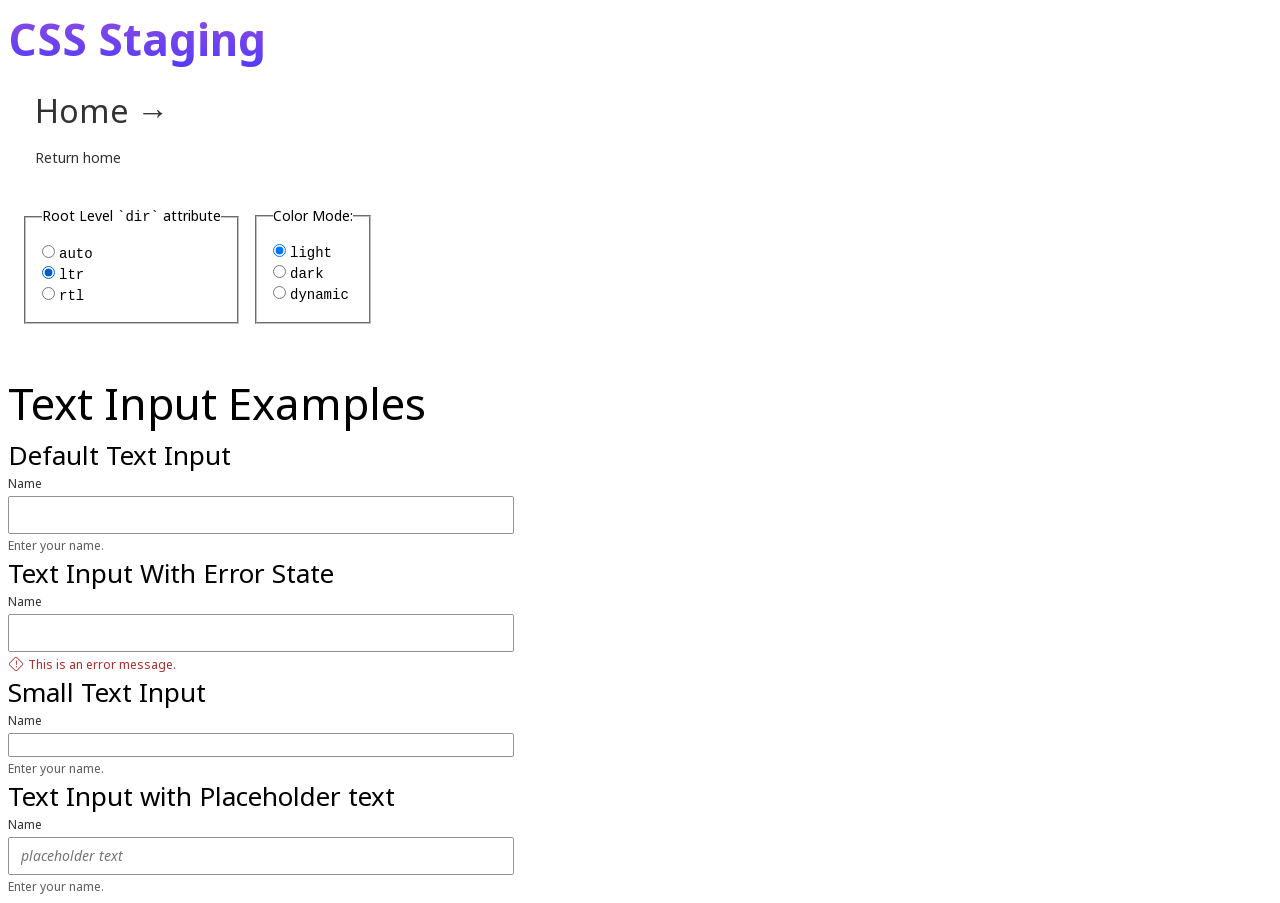 CSS Staging
Home →
Return home
Root Level `dir` attribute
auto
ltr
rtl
Color Mode:
light
dark
dynamic
Text Input Examples
Default Text Input
Name
Enter your name.
Text Input With Error State
Name
This is an error message.
Small Text Input
Name
Enter your name.
Text Input with Placeholder text
Name
placeholder text
Enter your name.